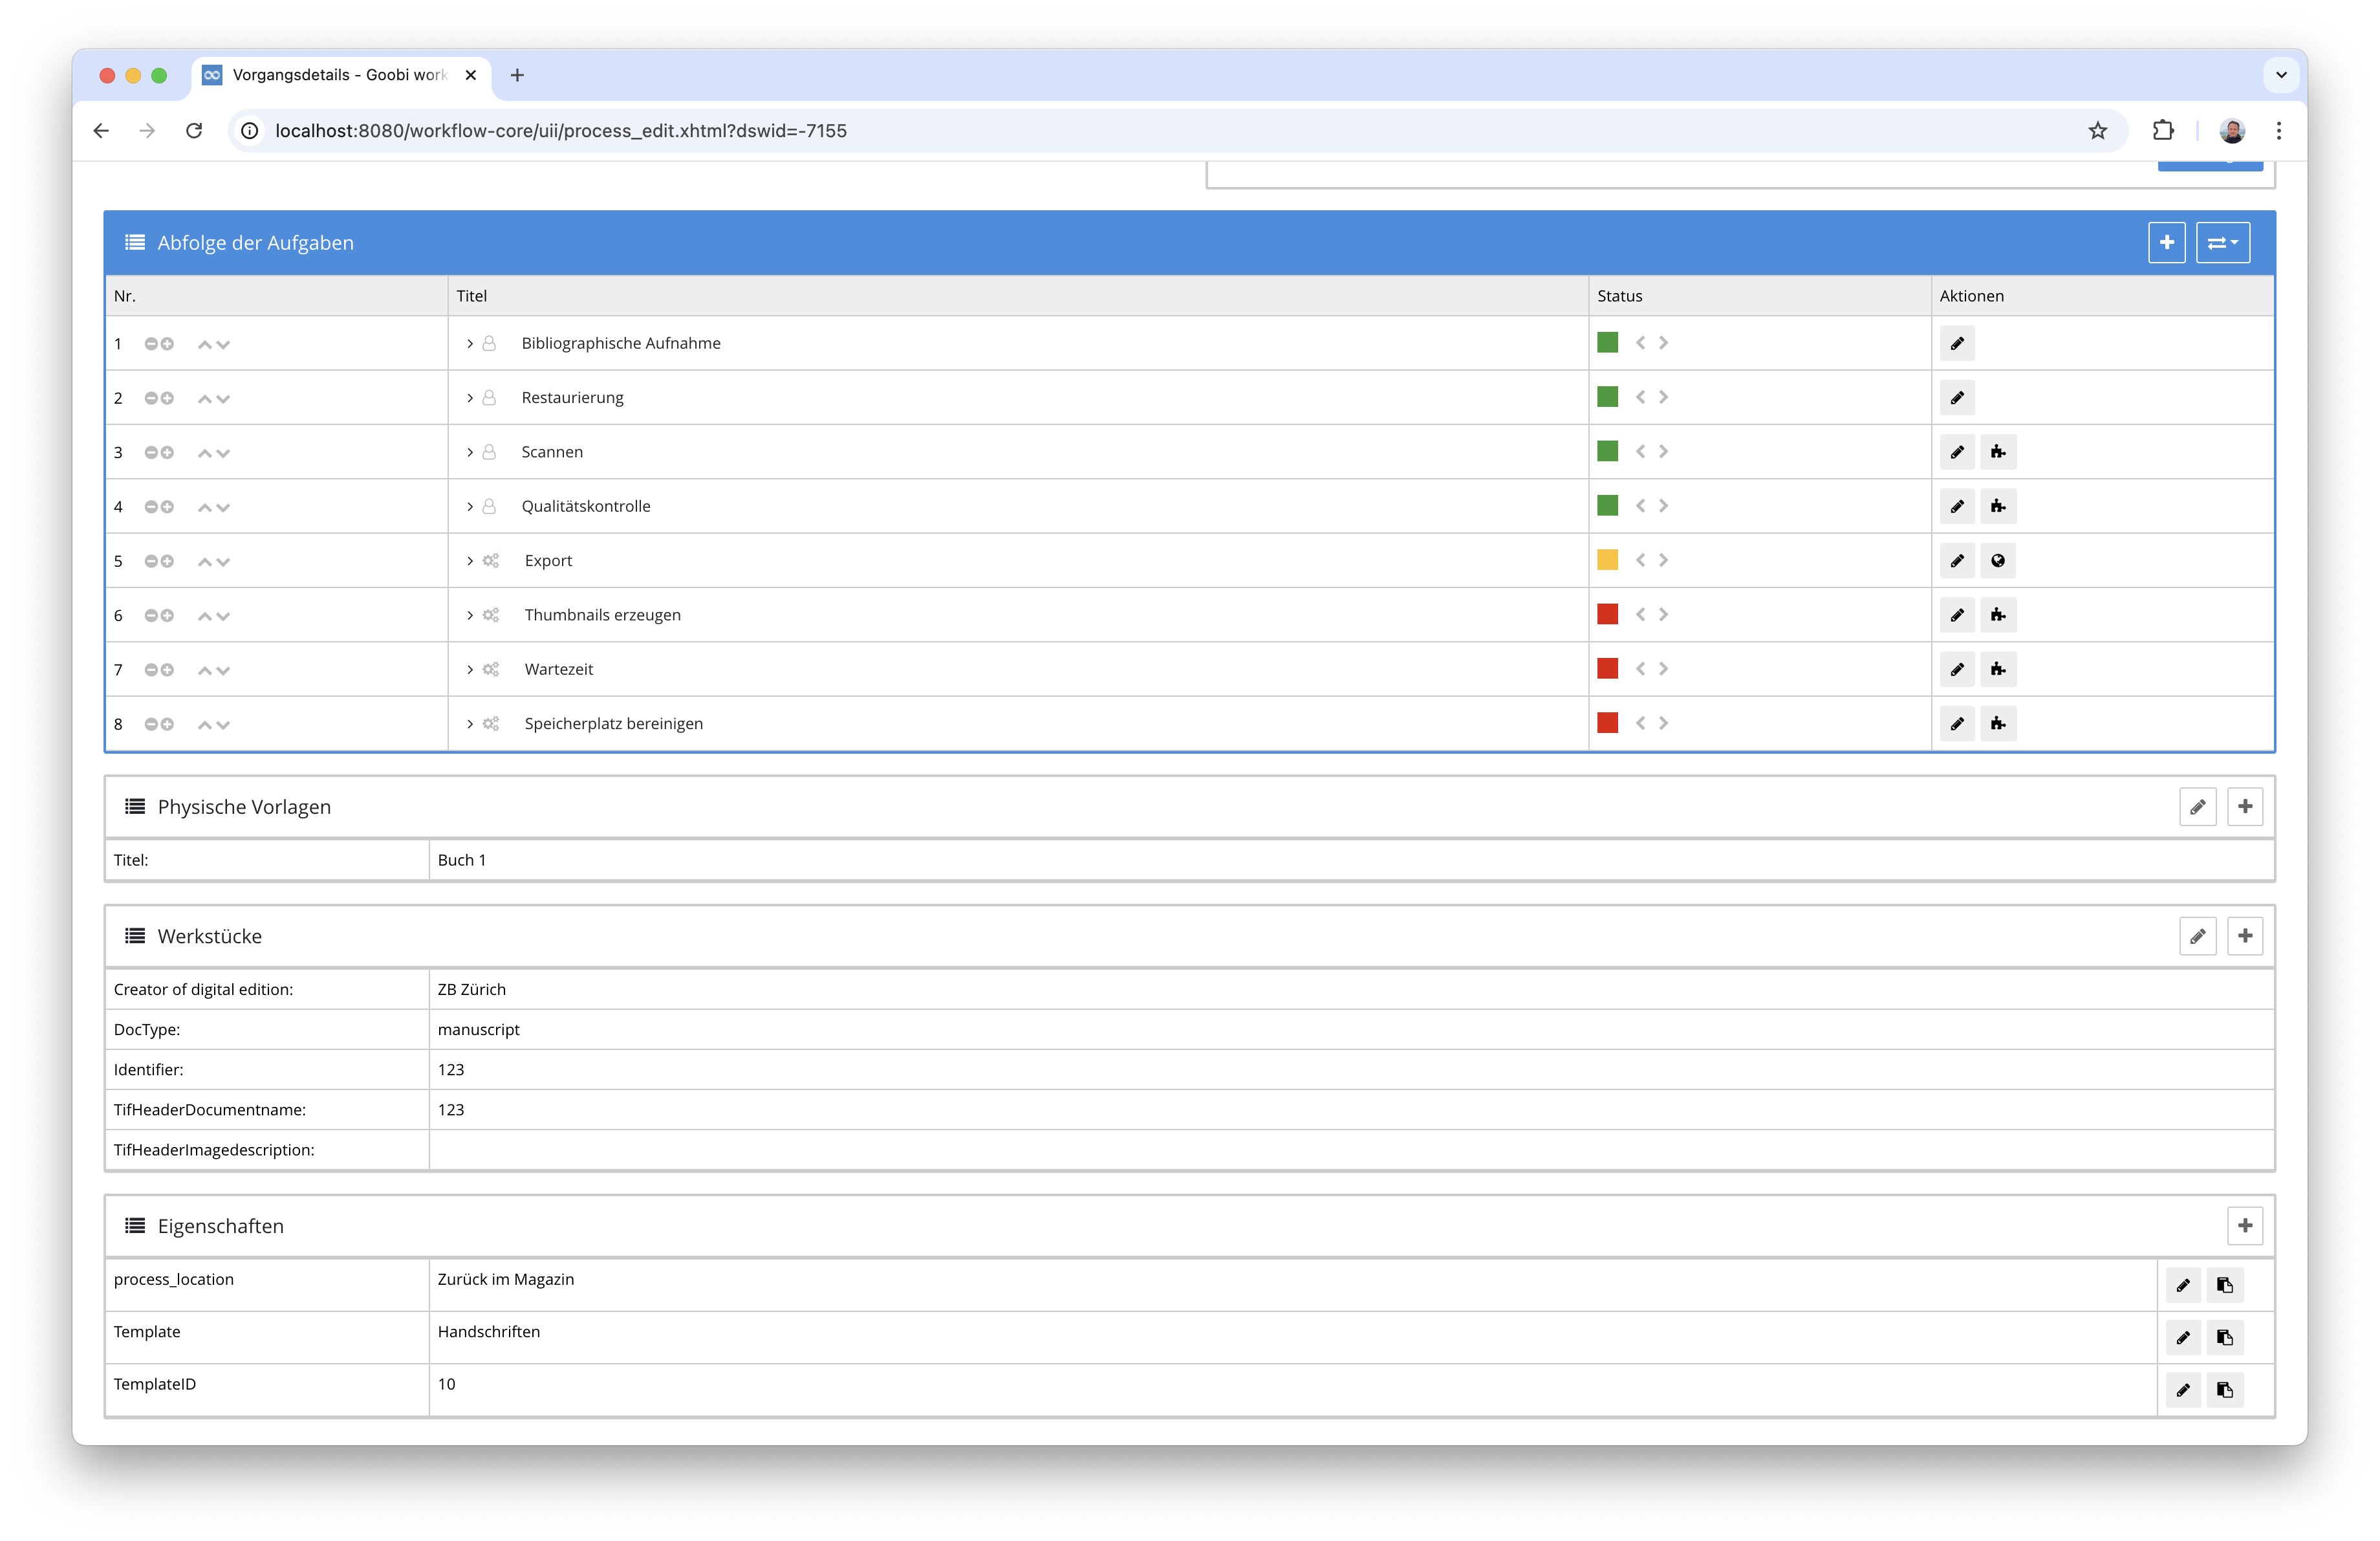 Vorgangsdetails - Goobi work
localhost:8080/workflow-core/uii/process_edit.xhtml?dswid=-7155
Abfolge der Aufgaben
Nr. Titel Status Aktionen
1 Bibliographische Aufnahme
2 Restaurierung
3 Scannen
4 Qualitätskontrolle
5 Export
6 Thumbnails erzeugen
7 Wartezeit
8 Speicherplatz bereinigen
Physische Vorlagen
Titel: Buch 1
Werkstücke
Creator of digital edition: ZB Zürich
DocType: manuscript
Identifier: 123
TifHeaderDocumentname: 123
TifHeaderImagedescription:
Eigenschaften
process_location Zurück im Magazin
Template Handschriften
TemplateID 10